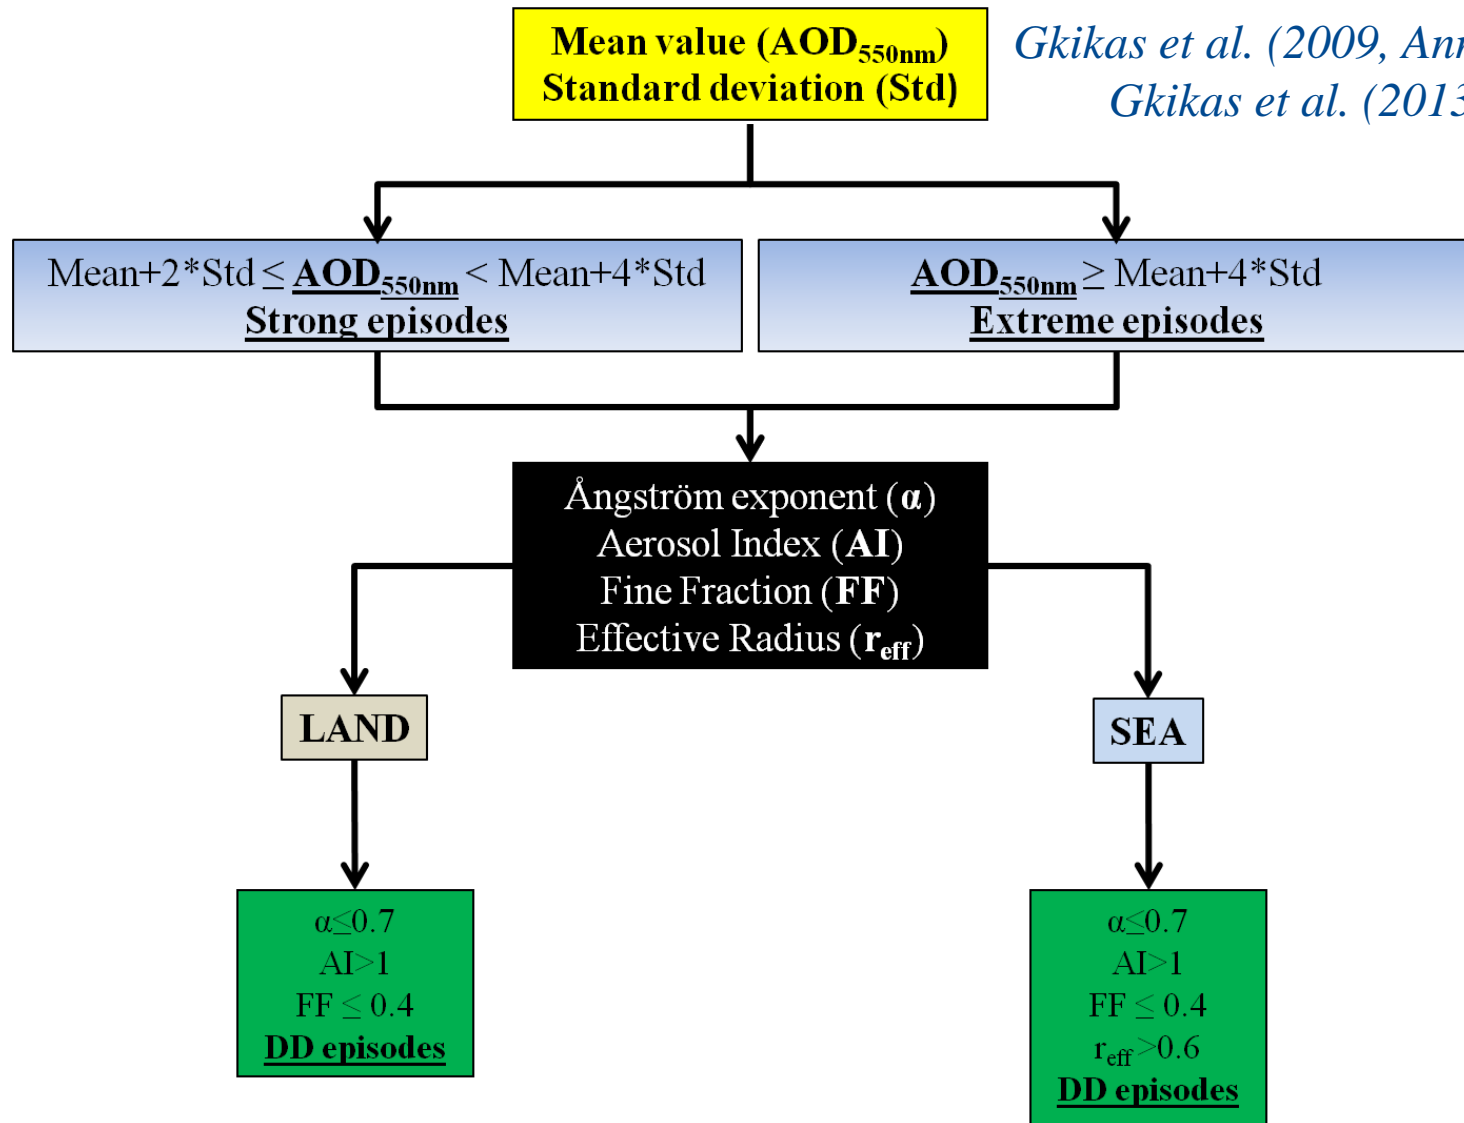 Mean value (AOD550nm)
Standard deviation (Std)
Gkikas et al. (2009, Ann
Gkikas et al. (2013
Mean+2*Std ≤ AOD550nm < Mean+4*Std
Strong episodes
AOD550nm ≥ Mean+4*Std
Extreme episodes
Ångström exponent (α)
Aerosol Index (AI)
Fine Fraction (FF)
Effective Radius (reff)
LAND
SEA
α≤0.7
AI>1
FF ≤ 0.4
DD episodes
α≤0.7
AI>1
FF ≤ 0.4
reff>0.6
DD episodes